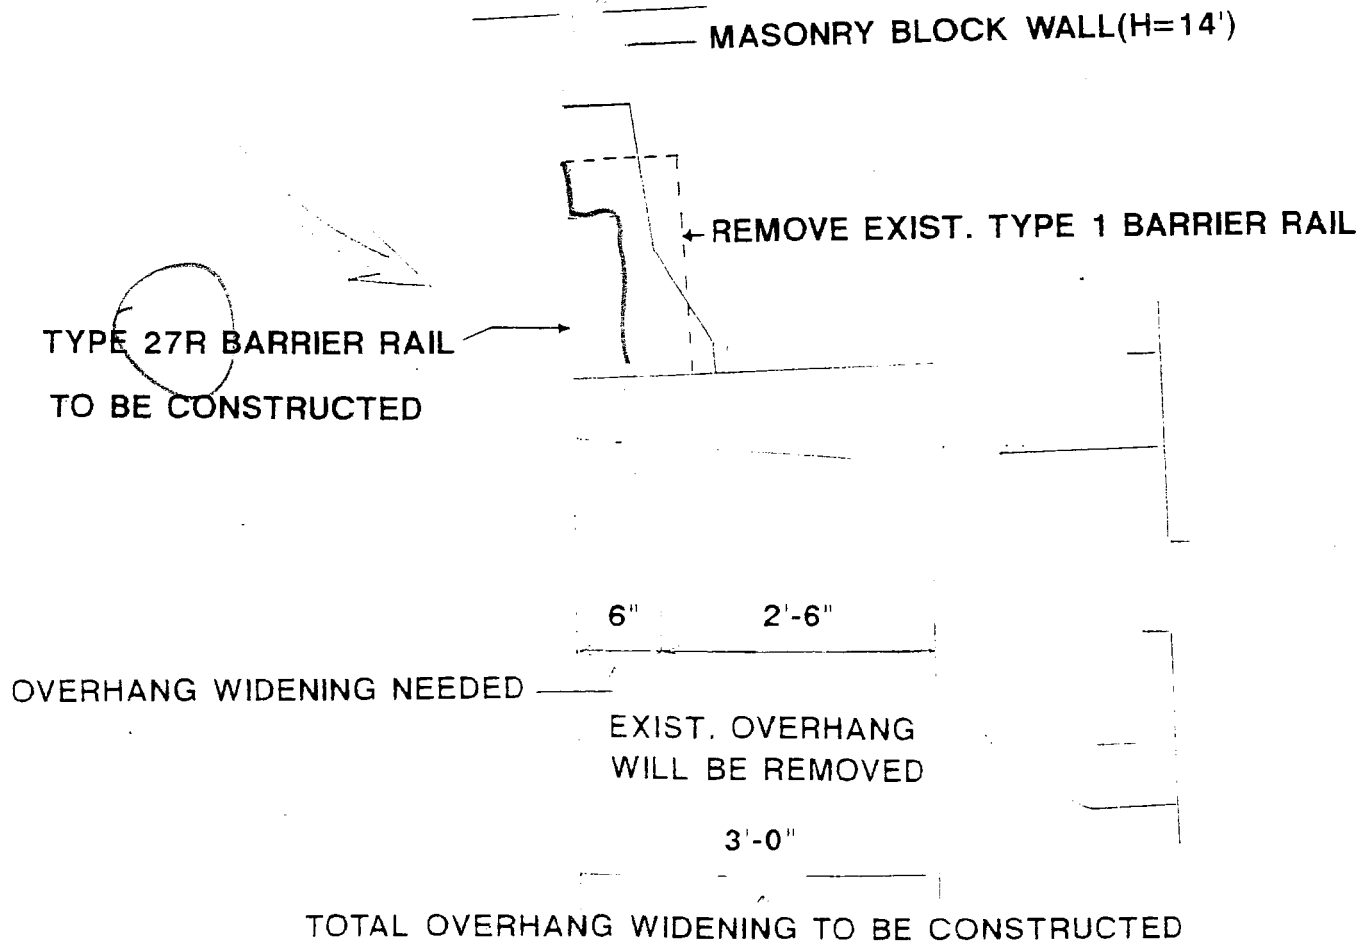 MASONRY BLOCK WALL(H=14')
REMOVE EXIST. TYPE 1 BARRIER RAIL
TYPE 27R BARRIER RAIL
TO BE CONSTRUCTED
6" 2'-6"
OVERHANG WIDENING NEEDED
EXIST. OVERHANG
WILL BE REMOVED
3'-0"
TOTAL OVERHANG WIDENING TO BE CONSTRUCTED